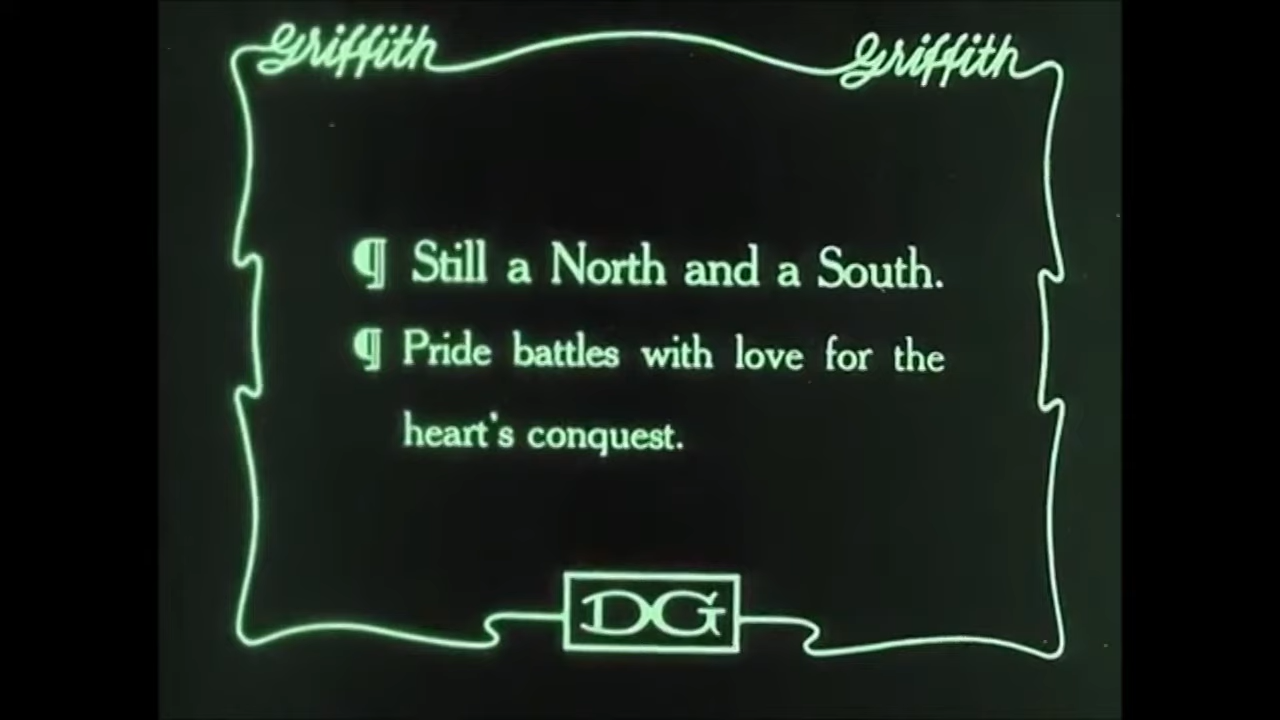 Griffith Griffith
¶ Still a North and a South.
¶ Pride battles with love for the
heart's conquest.
DG